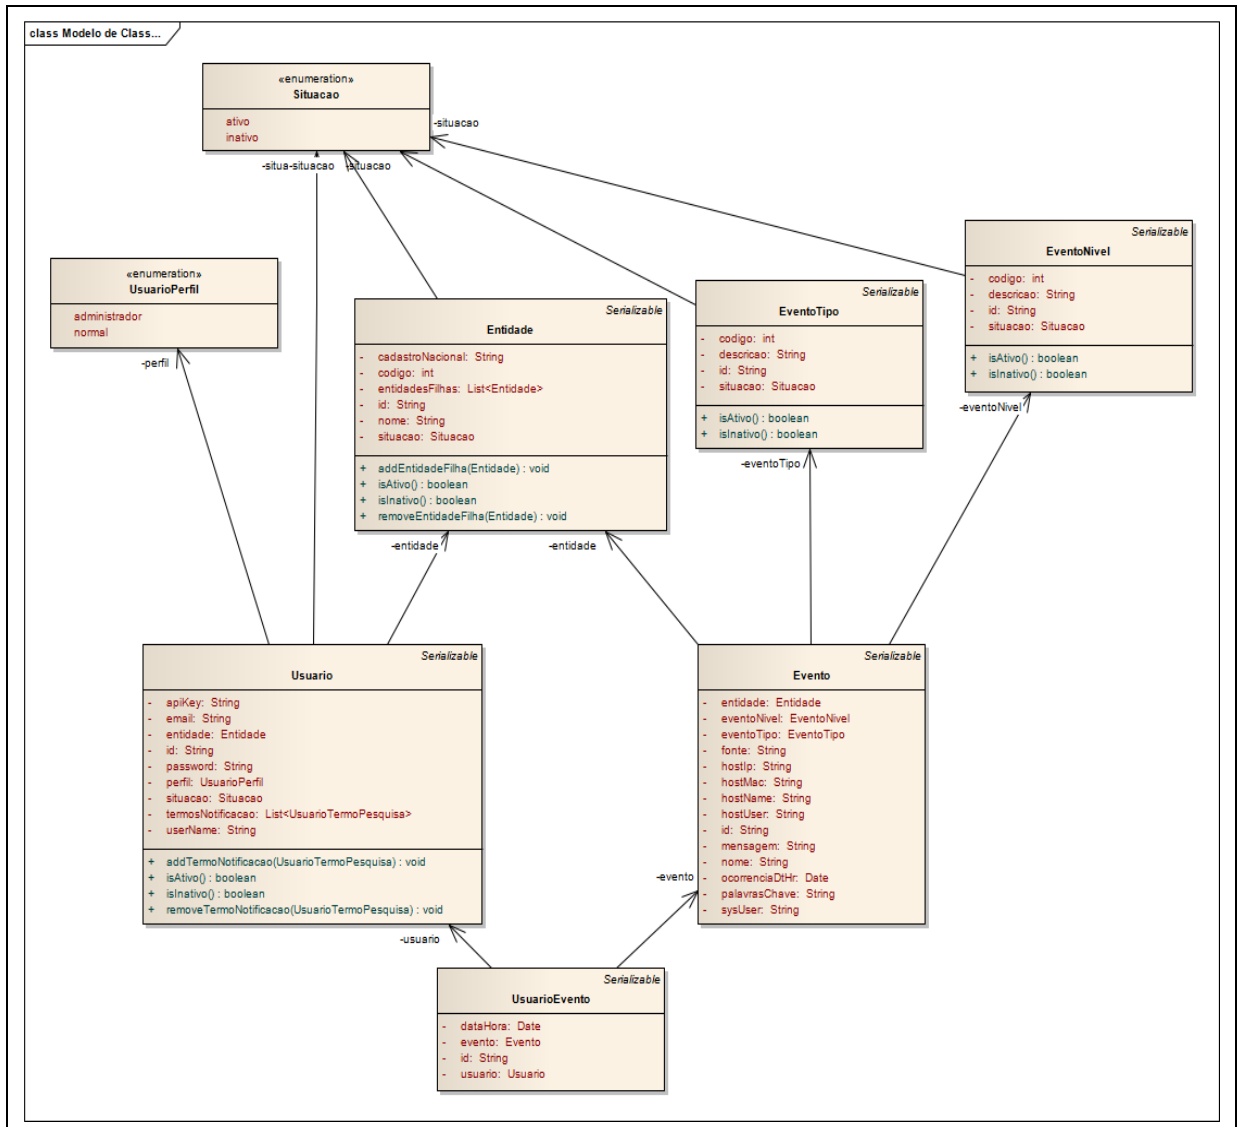 class Modelo de Class...
«enumeration»
Situacao
ativo
inativo
-situacao
-situa-situacao
-situacao
«enumeration»
UsuarioPerfil
administrador
normal
-perfil
Serializable
EventoNivel
- codigo: int
- descricao: String
- id: String
- situacao: Situacao
+ isAtivo() : boolean
+ isInativo() : boolean
-eventoNivel
Serializable
EventoTipo
- codigo: int
- descricao: String
- id: String
- situacao: Situacao
+ isAtivo() : boolean
+ isInativo() : boolean
-eventoTipo
Serializable
Entidade
- cadastroNacional: String
- codigo: int
- entidadesFilhas: List<Entidade>
- id: String
- nome: String
- situacao: Situacao
+ addEntidadeFilha(Entidade) : void
+ isAtivo() : boolean
+ isInativo() : boolean
+ removeEntidadeFilha(Entidade) : void
-entidade
-entidade
Serializable
Usuario
- apiKey: String
- email: String
- entidade: Entidade
- id: String
- password: String
- perfil: UsuarioPerfil
- situacao: Situacao
- termosNotificacao: List<UsuarioTermoPesquisa>
- userName: String
+ addTermoNotificacao(UsuarioTermoPesquisa) : void
+ isAtivo() : boolean
+ isInativo() : boolean
+ removeTermoNotificacao(UsuarioTermoPesquisa) : void
-usuario
Serializable
Evento
- entidade: Entidade
- eventoNivel: EventoNivel
- eventoTipo: EventoTipo
- fonte: String
- hostIp: String
- hostMac: String
- hostName: String
- hostUser: String
- id: String
- mensagem: String
- nome: String
- ocorrenciaDtHr: Date
- palavrasChave: String
- sysUser: String
-evento
Serializable
UsuarioEvento
- dataHora: Date
- evento: Evento
- id: String
- usuario: Usuario